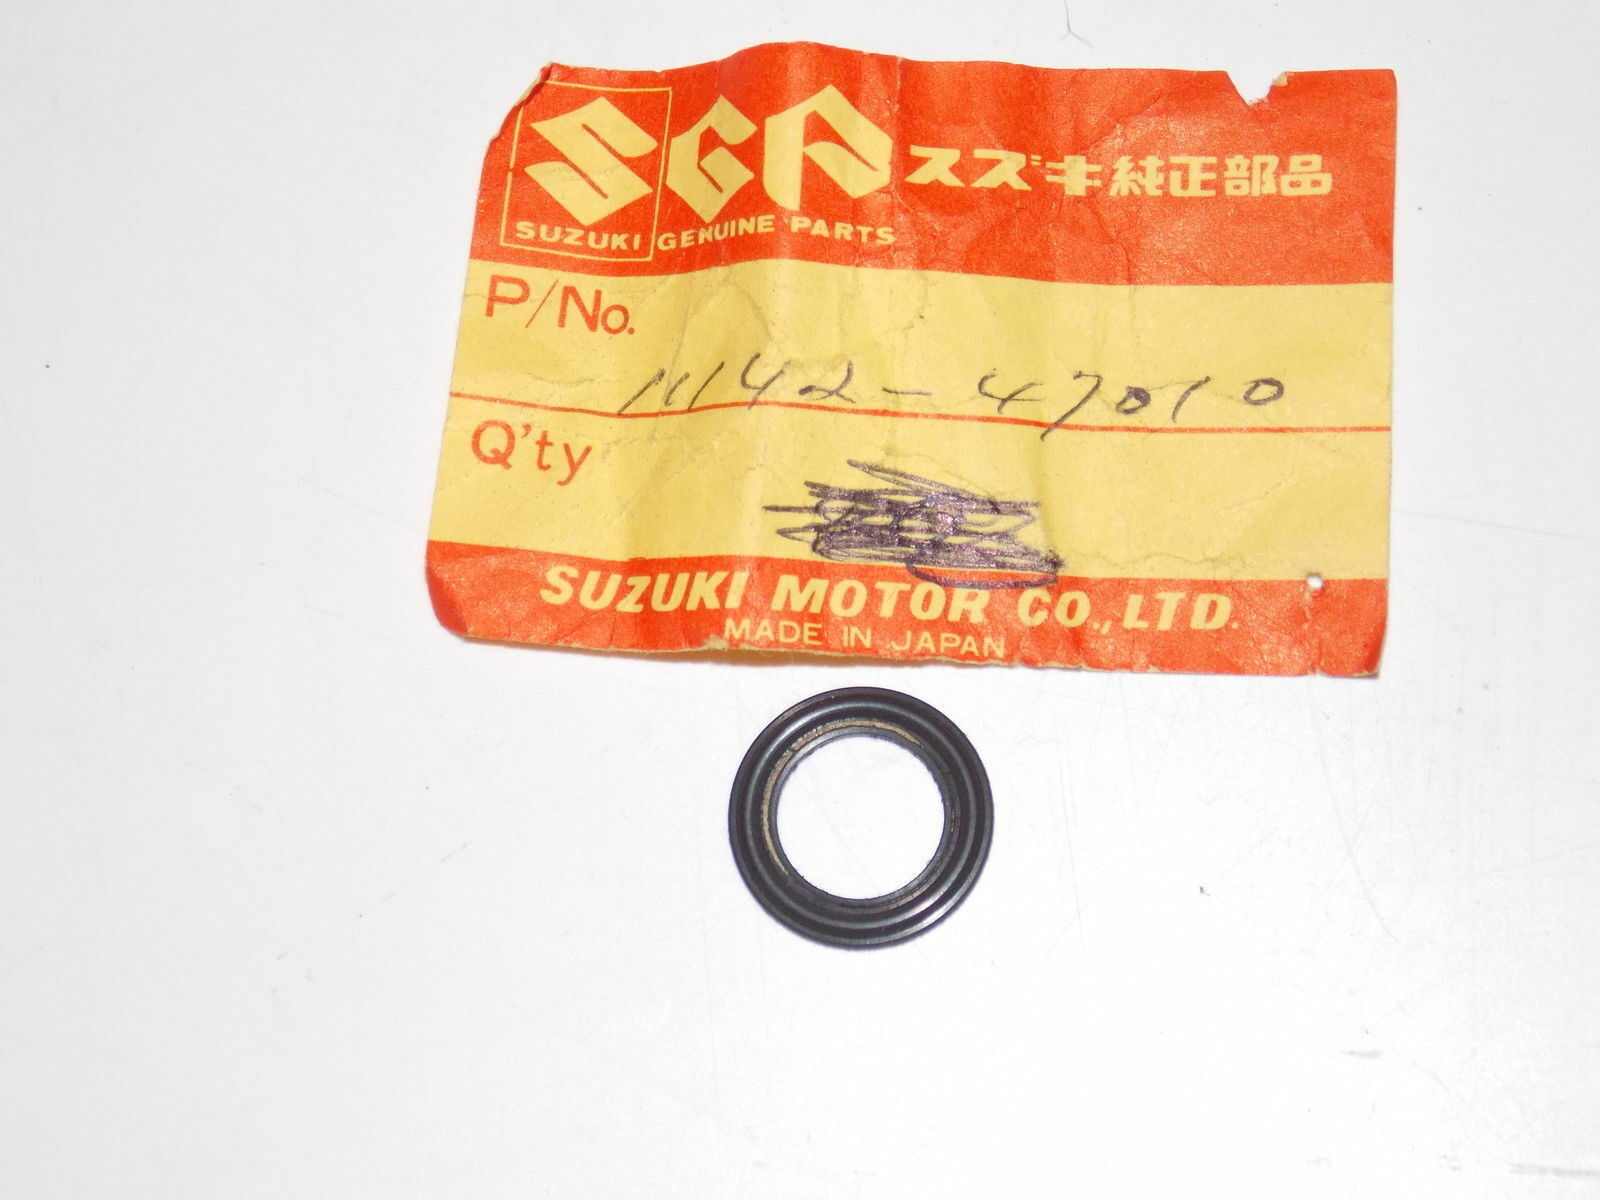 SGP スズキ純正部品
SUZUKI GENUINE PARTS
P/No.
11142-47010
Q'ty
SUZUKI MOTOR CO., LTD.
MADE IN JAPAN